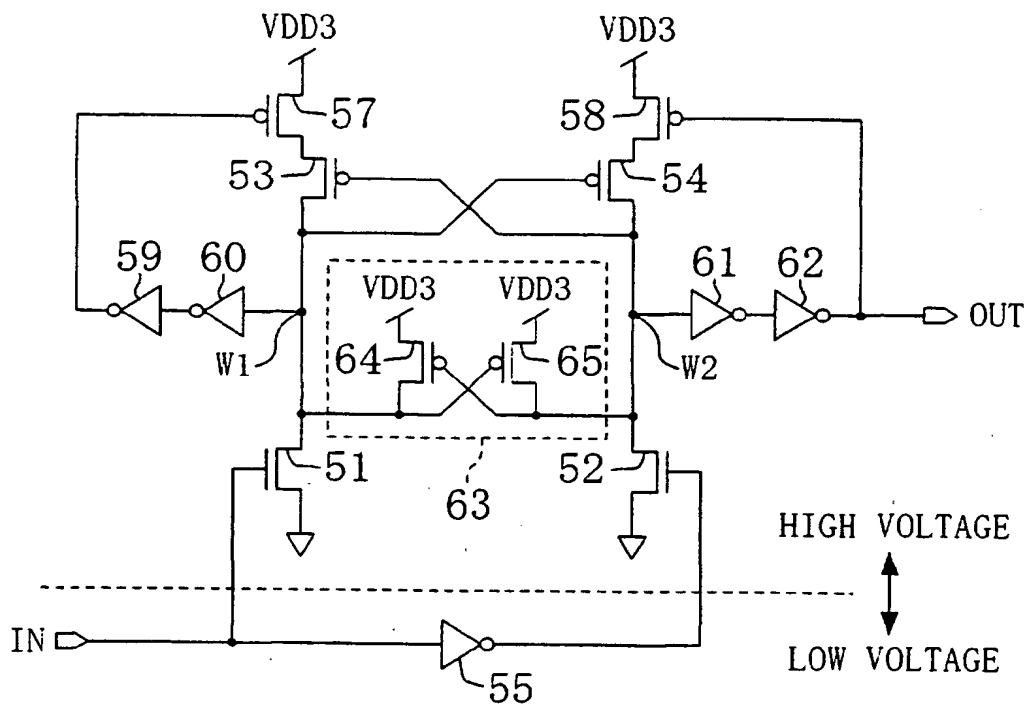 VDD3
VDD3
57
58
53
54
59
60
61
62
VDD3
VDD3
OUT
W1
64
65
W2
51
52
63
HIGH VOLTAGE
IN
LOW VOLTAGE
55